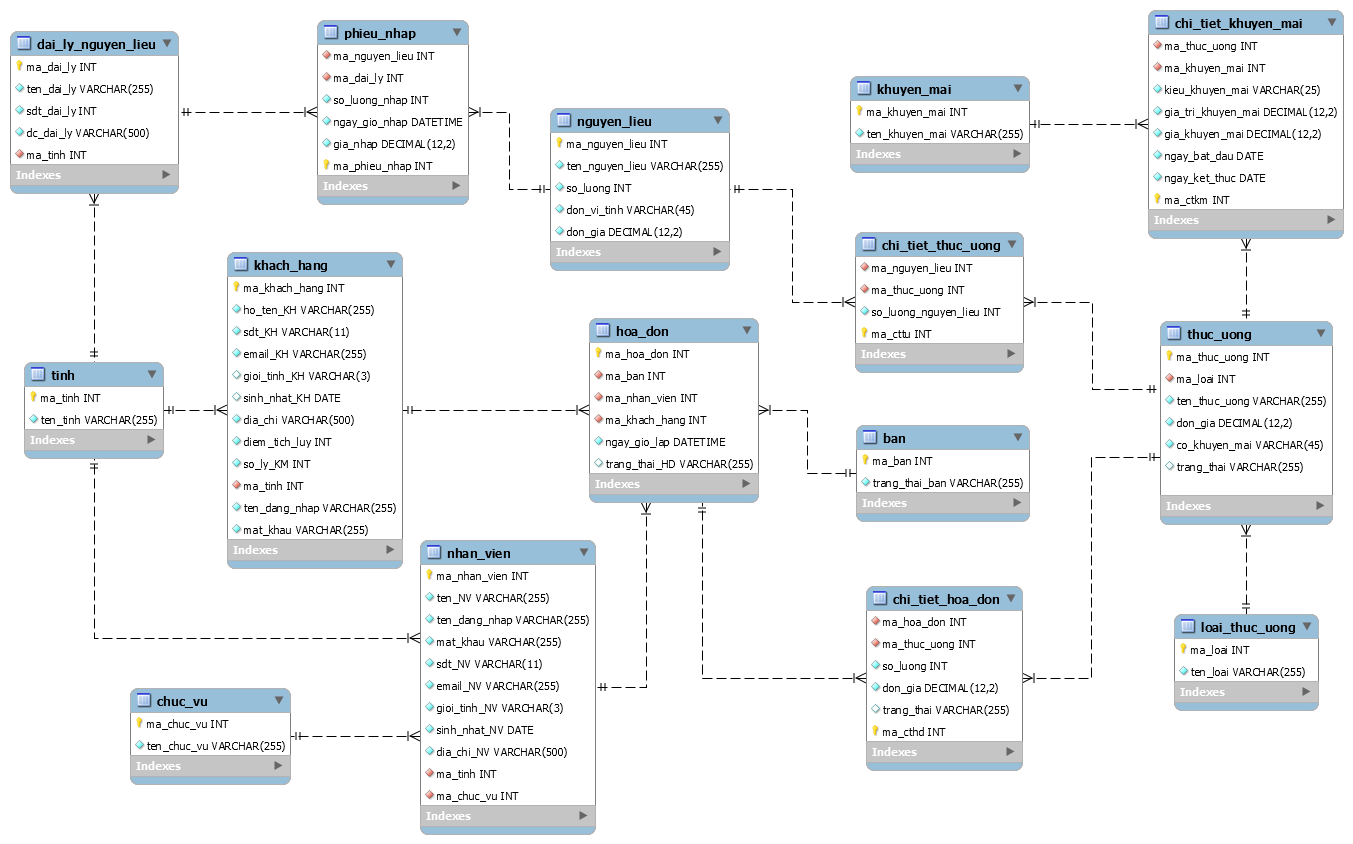 dai_ly_nguyen_lieu
ma_dai_ly INT
ten_dai_ly VARCHAR(255)
sdt_dai_ly INT
dc_dai_ly VARCHAR(500)
ma_tinh INT
Indexes
phieu_nhap
ma_nguyen_lieu INT
ma_dai_ly INT
so_luong_nhap INT
ngay_gio_nhap DATETIME
gia_nhap DECIMAL(12,2)
ma_phieu_nhap INT
Indexes
nguyen_lieu
ma_nguyen_lieu INT
ten_nguyen_lieu VARCHAR(255)
so_luong INT
don_vi_tinh VARCHAR(45)
don_gia DECIMAL(12,2)
Indexes
khuyen_mai
ma_khuyen_mai INT
ten_khuyen_mai VARCHAR(255)
Indexes
chi_tiet_khuyen_mai
ma_thuc_uong INT
ma_khuyen_mai INT
kieu_khuyen_mai VARCHAR(25)
gia_tri_khuyen_mai DECIMAL(12,2)
gia_khuyen_mai DECIMAL(12,2)
ngay_bat_dau DATE
ngay_ket_thuc DATE
ma_ctkm INT
Indexes
khach_hang
ma_khach_hang INT
ho_ten_KH VARCHAR(255)
sdt_KH VARCHAR(11)
email_KH VARCHAR(255)
gioi_tinh_KH VARCHAR(3)
sinh_nhat_KH DATE
dia_chi VARCHAR(500)
diem_tich_luy INT
so_ly_KM INT
ma_tinh INT
ten_dang_nhap VARCHAR(255)
mat_khau VARCHAR(255)
Indexes
chi_tiet_thuc_uong
ma_nguyen_lieu INT
ma_thuc_uong INT
so_luong_nguyen_lieu INT
ma_cttu INT
Indexes
tinh
ma_tinh INT
ten_tinh VARCHAR(255)
Indexes
hoa_don
ma_hoa_don INT
ma_ban INT
ma_nhan_vien INT
ma_khach_hang INT
ngay_gio_lap DATETIME
trang_thai_HD VARCHAR(255)
Indexes
thuc_uong
ma_thuc_uong INT
ma_loai INT
ten_thuc_uong VARCHAR(255)
don_gia DECIMAL(12,2)
co_khuyen_mai VARCHAR(45)
trang_thai VARCHAR(255)
Indexes
ban
ma_ban INT
trang_thai_ban VARCHAR(255)
Indexes
nhan_vien
ma_nhan_vien INT
ten_NV VARCHAR(255)
ten_dang_nhap VARCHAR(255)
mat_khau VARCHAR(255)
sdt_NV VARCHAR(11)
email_NV VARCHAR(255)
gioi_tinh_NV VARCHAR(3)
sinh_nhat_NV DATE
dia_chi_NV VARCHAR(500)
ma_tinh INT
ma_chuc_vu INT
Indexes
chi_tiet_hoa_don
ma_hoa_don INT
ma_thuc_uong INT
so_luong INT
don_gia DECIMAL(12,2)
trang_thai VARCHAR(255)
ma_cthd INT
Indexes
loai_thuc_uong
ma_loai INT
ten_loai VARCHAR(255)
Indexes
chuc_vu
ma_chuc_vu INT
ten_chuc_vu VARCHAR(255)
Indexes